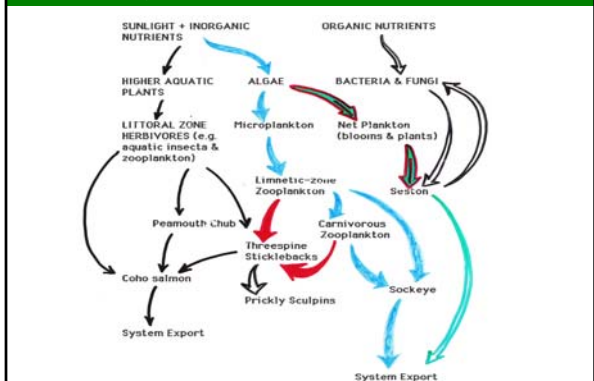 SUNLIGHT + INORGANIC
NUTRIENTS
ORGANIC NUTRIENTS
HIGHER AQUATIC
PLANTS
ALGAE
BACTERIA & FUNGI
LITTORAL ZONE
HERBIVORES (e.g.
aquatic insecta &
zooplankton)
Microplankton
Net Plankton
(blooms & plants)
Limnetic-zone
Zooplankton
Seston
Peamouth Chub
Carnivorous
Zooplankton
Threespine
Sticklebacks
Coho salmon
Sockeye
Prickly Sculpins
System Export
System Export